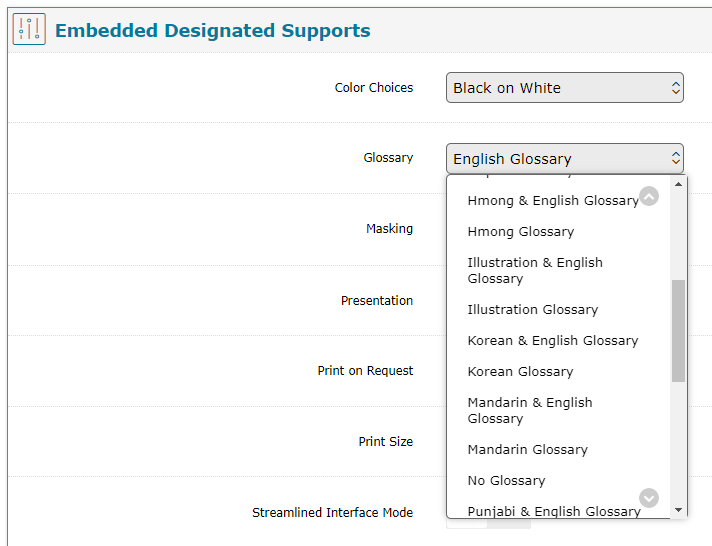 Embedded Designated Supports
Color Choices
Black on White
Glossary
English Glossary
Hmong & English Glossary
Hmong Glossary
Illustration & English
Glossary
Illustration Glossary
Korean & English Glossary
Korean Glossary
Mandarin & English
Glossary
Mandarin Glossary
No Glossary
Punjabi & English Glossary
Masking
Presentation
Print on Request
Print Size
Streamlined Interface Mode